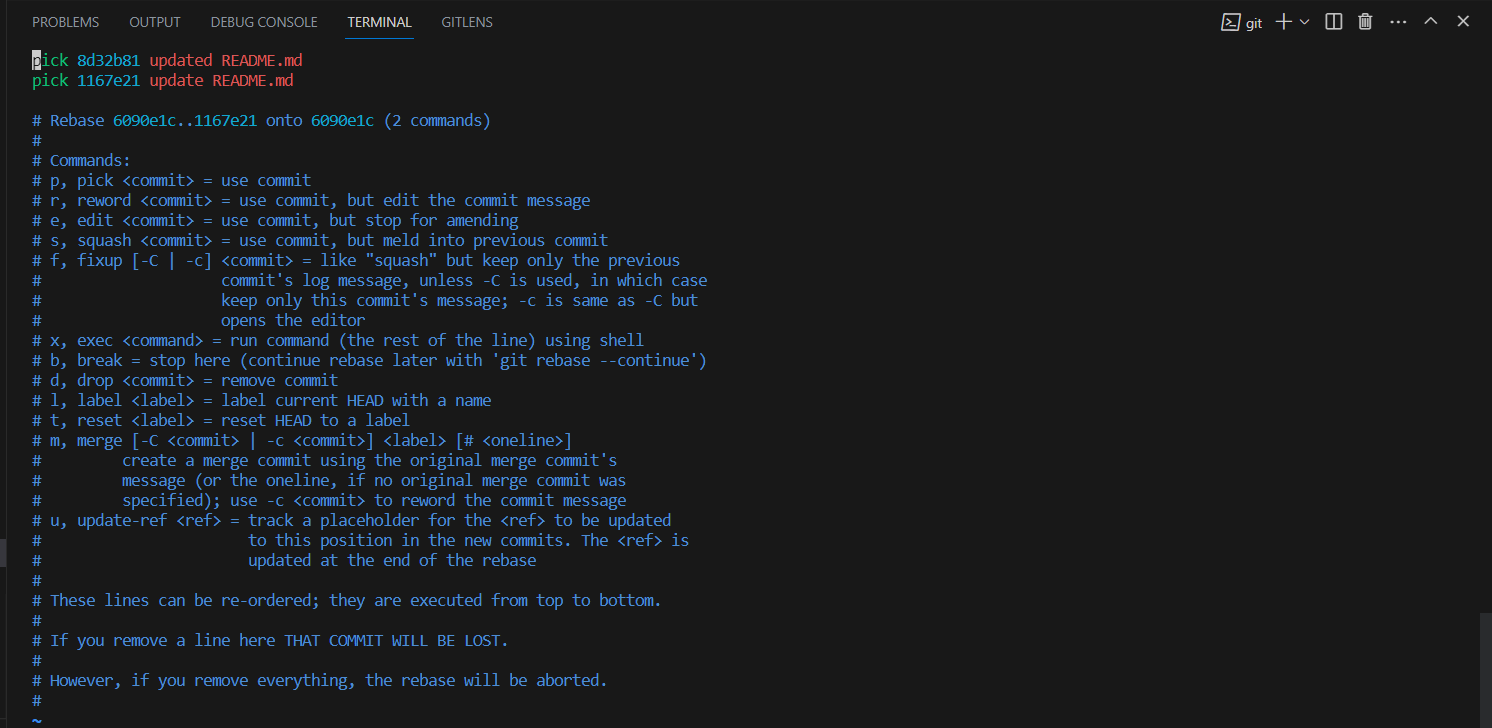 PROBLEMS OUTPUT DEBUG CONSOLE TERMINAL GITLENS git
pick 8d32b81 updated README.md
pick 1167e21 update README.md
# Rebase 6090e1c..1167e21 onto 6090e1c (2 commands)
#
# Commands:
# p, pick <commit> = use commit
# r, reword <commit> = use commit, but edit the commit message
# e, edit <commit> = use commit, but stop for amending
# s, squash <commit> = use commit, but meld into previous commit
# f, fixup [-C | -c] <commit> = like "squash" but keep only the previous
#                    commit's log message, unless -C is used, in which case
#                    keep only this commit's message; -c is same as -C but
#                    opens the editor
# x, exec <command> = run command (the rest of the line) using shell
# b, break = stop here (continue rebase later with 'git rebase --continue')
# d, drop <commit> = remove commit
# l, label <label> = label current HEAD with a name
# t, reset <label> = reset HEAD to a label
# m, merge [-C <commit> | -c <commit>] <label> [# <oneline>]
#         create a merge commit using the original merge commit's
#         message (or the oneline, if no original merge commit was
#         specified); use -c <commit> to reword the commit message
# u, update-ref <ref> = track a placeholder for the <ref> to be updated
#                       to this position in the new commits. The <ref> is
#                       updated at the end of the rebase
#
# These lines can be re-ordered; they are executed from top to bottom.
#
# If you remove a line here THAT COMMIT WILL BE LOST.
#
# However, if you remove everything, the rebase will be aborted.
#
~